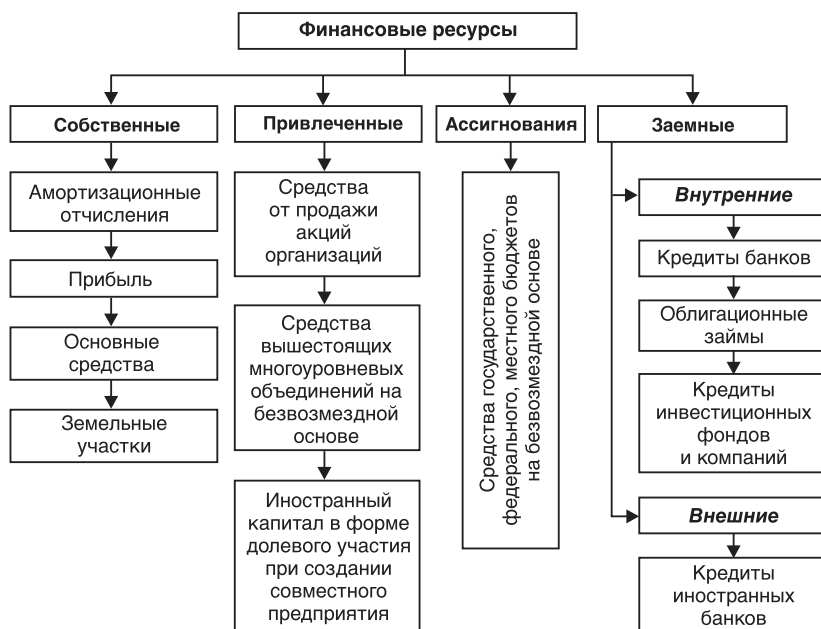 Финансовые ресурсы
Собственные
Амортизационные
отчисления
Прибыль
Основные
средства
Земельные
участки
Привлеченные
Средства
от продажи
акций
организаций
Средства
вышестоящих
многоуровневых
объединений на
безвозмездной
основе
Иностранный
капитал в форме
долевого участия
при создании
совместного
предприятия
Ассигнования
Средства государственного,
федерального, местного бюджетов
на безвозмездной основе
Заемные
Внутренние
Кредиты банков
Облигационные
займы
Кредиты
инвестиционных
фондов
и компаний
Внешние
Кредиты
иностранных
банков